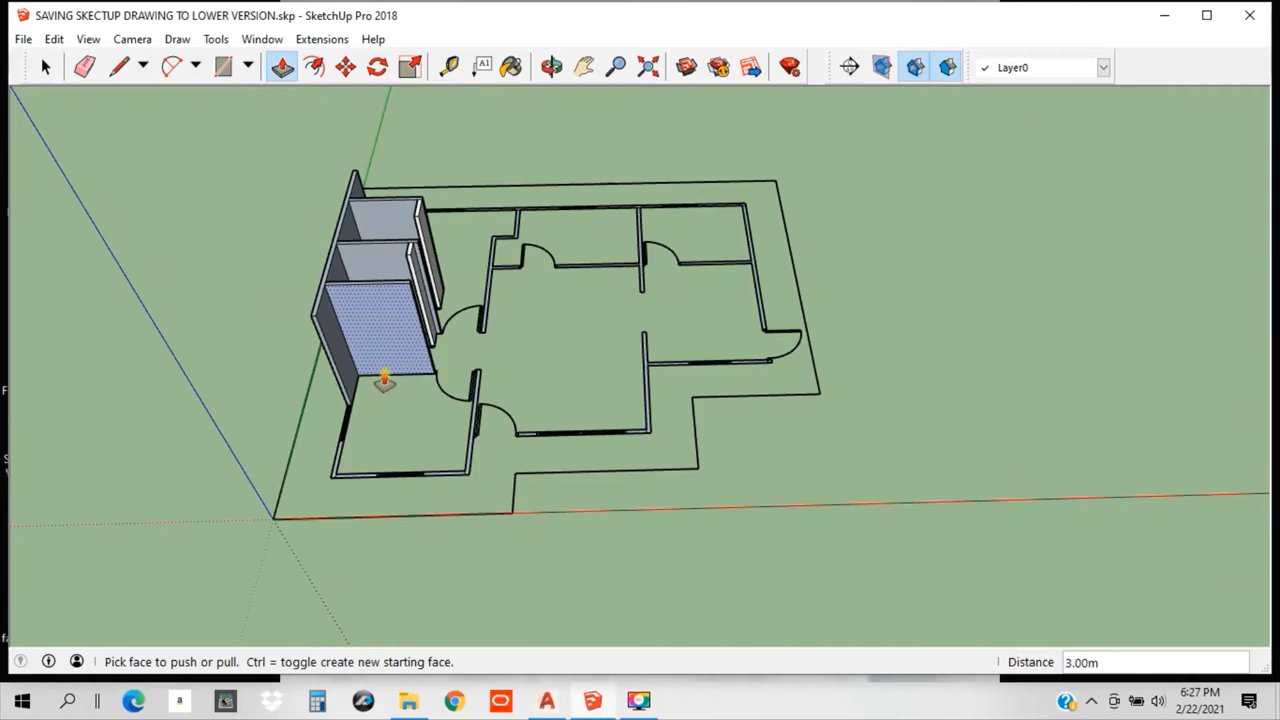 SAVING SKECTUP DRAWING TO LOWER VERSION.skp - SketchUp Pro 2018
File Edit View Camera Draw Tools Window Extensions Help
A1
Layer0
Pick face to push or pull. Ctrl = toggle create new starting face.
Distance 3.00m
a
6:27 PM
2/22/2021